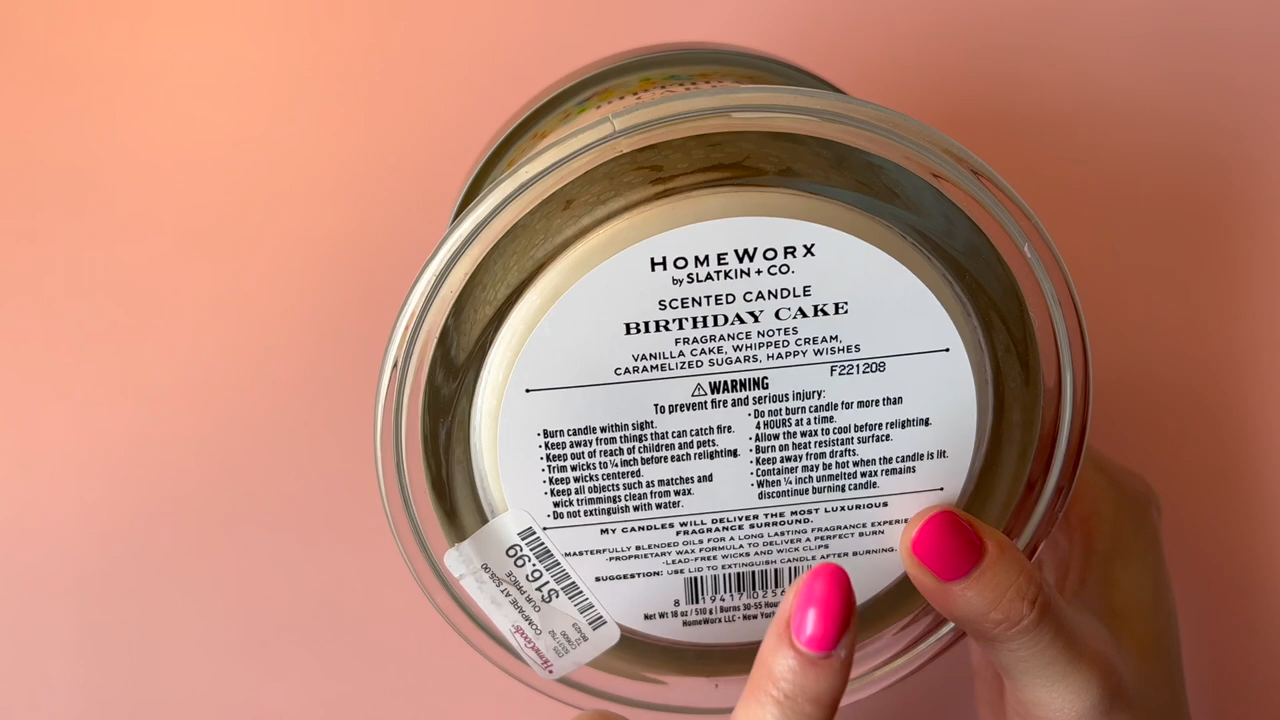 HOMEWORX
by SLATKIN + CO.
SCENTED CANDLE
BIRTHDAY CAKE
FRAGRANCE NOTES
VANILLA CAKE, WHIPPED CREAM,
CARAMELIZED SUGARS, HAPPY WISHES
F221208
⚠WARNING
To prevent fire and serious injury:
• Burn candle within sight.
• Keep away from things that can catch fire.
• Keep out of reach of children and pets.
• Trim wicks to ¼ inch before each relighting.
• Keep wicks centered.
• Keep all objects such as matches and
wick trimmings clean from wax.
• Do not extinguish with water.
• Do not burn candle for more than
4 HOURS at a time.
• Allow the wax to cool before relighting.
• Burn on heat resistant surface.
• Keep away from drafts.
• Container may be hot when the candle is lit.
• When ¼ inch unmelted wax remains
discontinue burning candle.
MY CANDLES WILL DELIVER THE MOST LUXURIOUS
FRAGRANCE SURROUND.
MASTERFULLY BLENDED OILS FOR A LONG LASTING FRAGRANCE
-PROPRIETARY WAX FORMULA TO DELIVER A PERFECT BURN
-LEAD-FREE WICKS AND WICK CLIPS
SUGGESTION: USE LID TO EXTINGUISH CANDLE AFTER BURNING.
8 19417 0256
Net Wt 18 oz / 510 g | Burns 30-55
HomeWorx LLC • New York
HomeGoods
COMPARE AT $25.00
OUR PRICE
$16.99